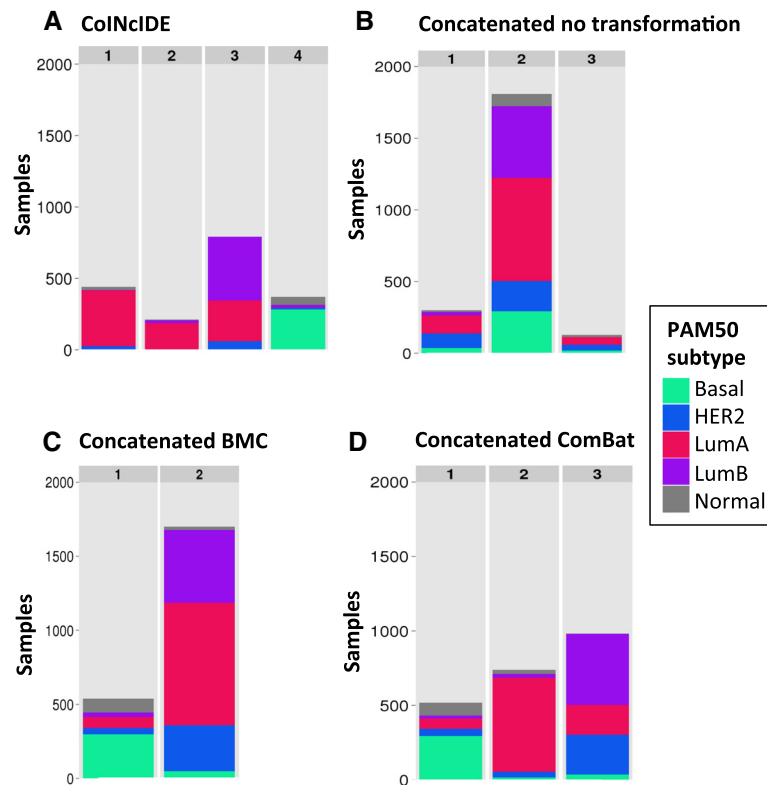 A CoINcIDE
1 2 3 4
2000
1500
1000
500
0
Samples
B Concatenated no transformation
1 2 3
2000
1500
1000
500
0
Samples
PAM50
subtype
Basal
HER2
LumA
LumB
Normal
C Concatenated BMC
1 2
2000
1500
1000
500
0
Samples
D Concatenated ComBat
1 2 3
2000
1500
1000
500
0
Samples